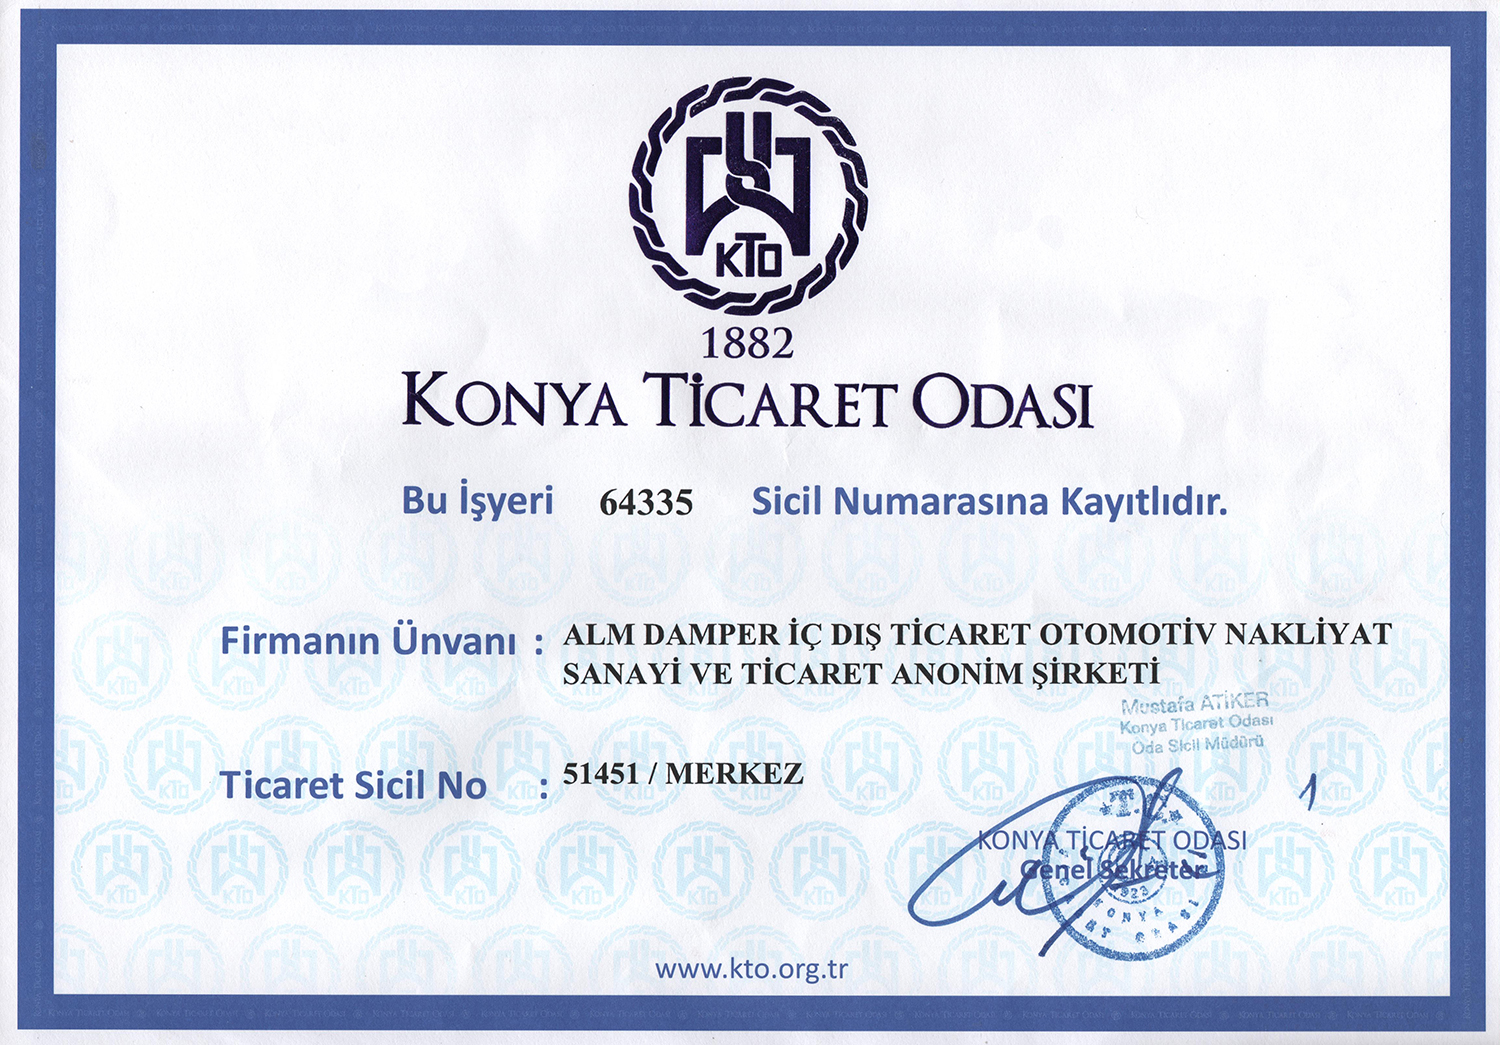 KTO
1882
KONYA TİCARET ODASI
Bu İşyeri 64335 Sicil Numarasına Kayıtlıdır.
Firmanın Ünvanı : ALM DAMPER İÇ DIŞ TİCARET OTOMOTİV NAKLİYAT
SANAYİ VE TİCARET ANONİM ŞİRKETİ
Mustafa ATİKER
Konya Ticaret Odası
Oda Sicil Müdürü
Ticaret Sicil No : 51451 / MERKEZ
KONYA TİCARET ODASI
Genel Sekreter
www.kto.org.tr